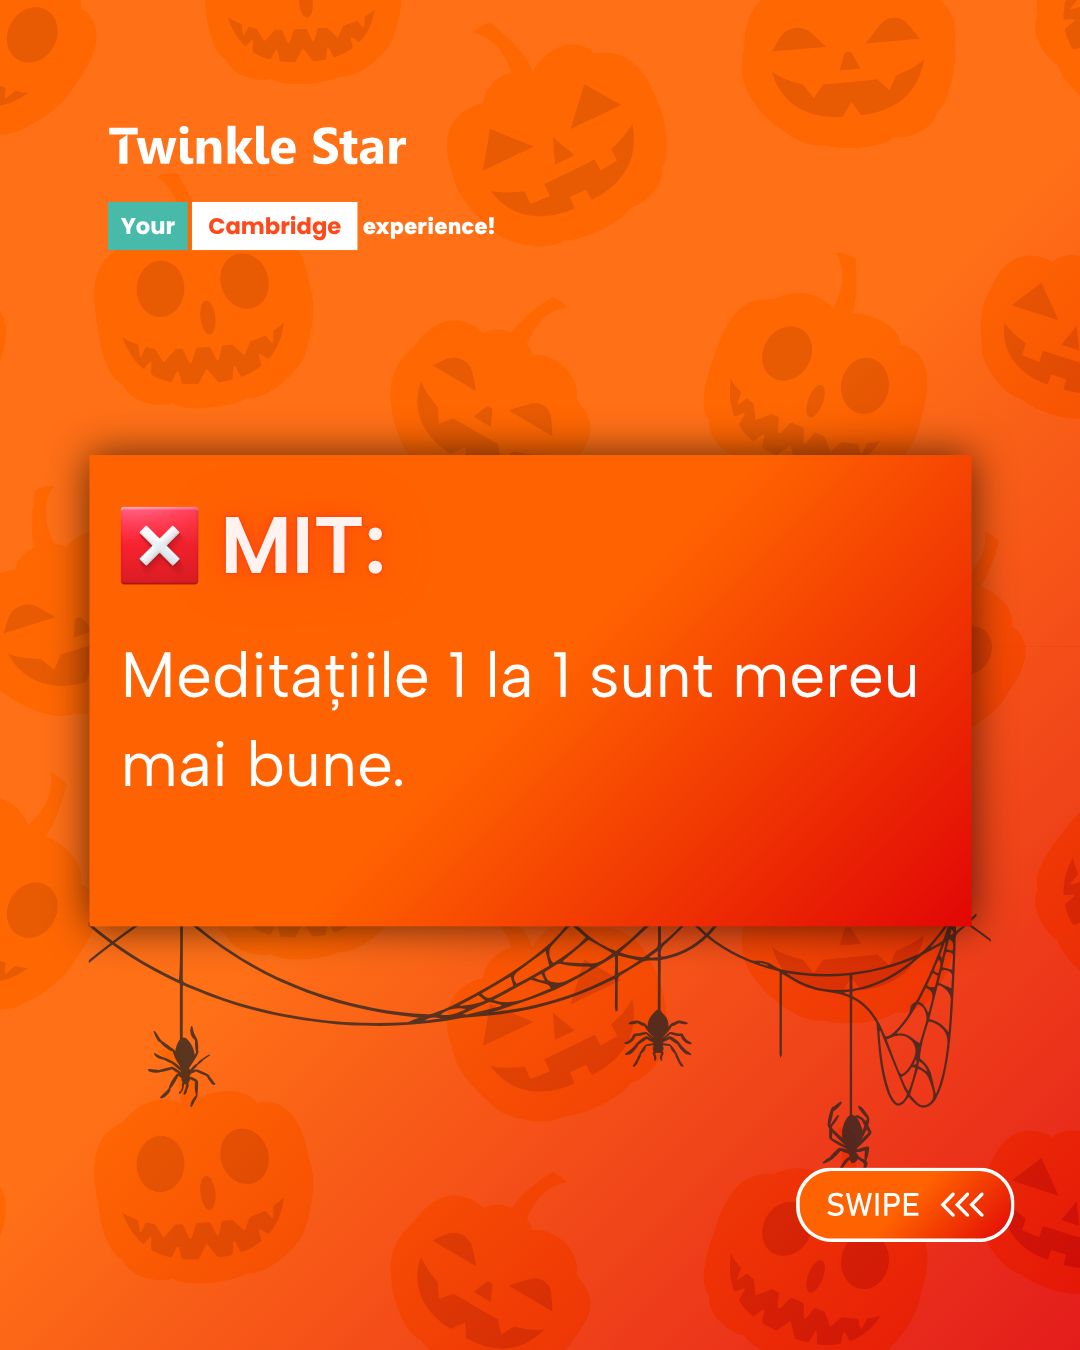 Twinkle Star
Your Cambridge experience!
MIT:
Meditațiile 1 la 1 sunt mereu
mai bune.
SWIPE